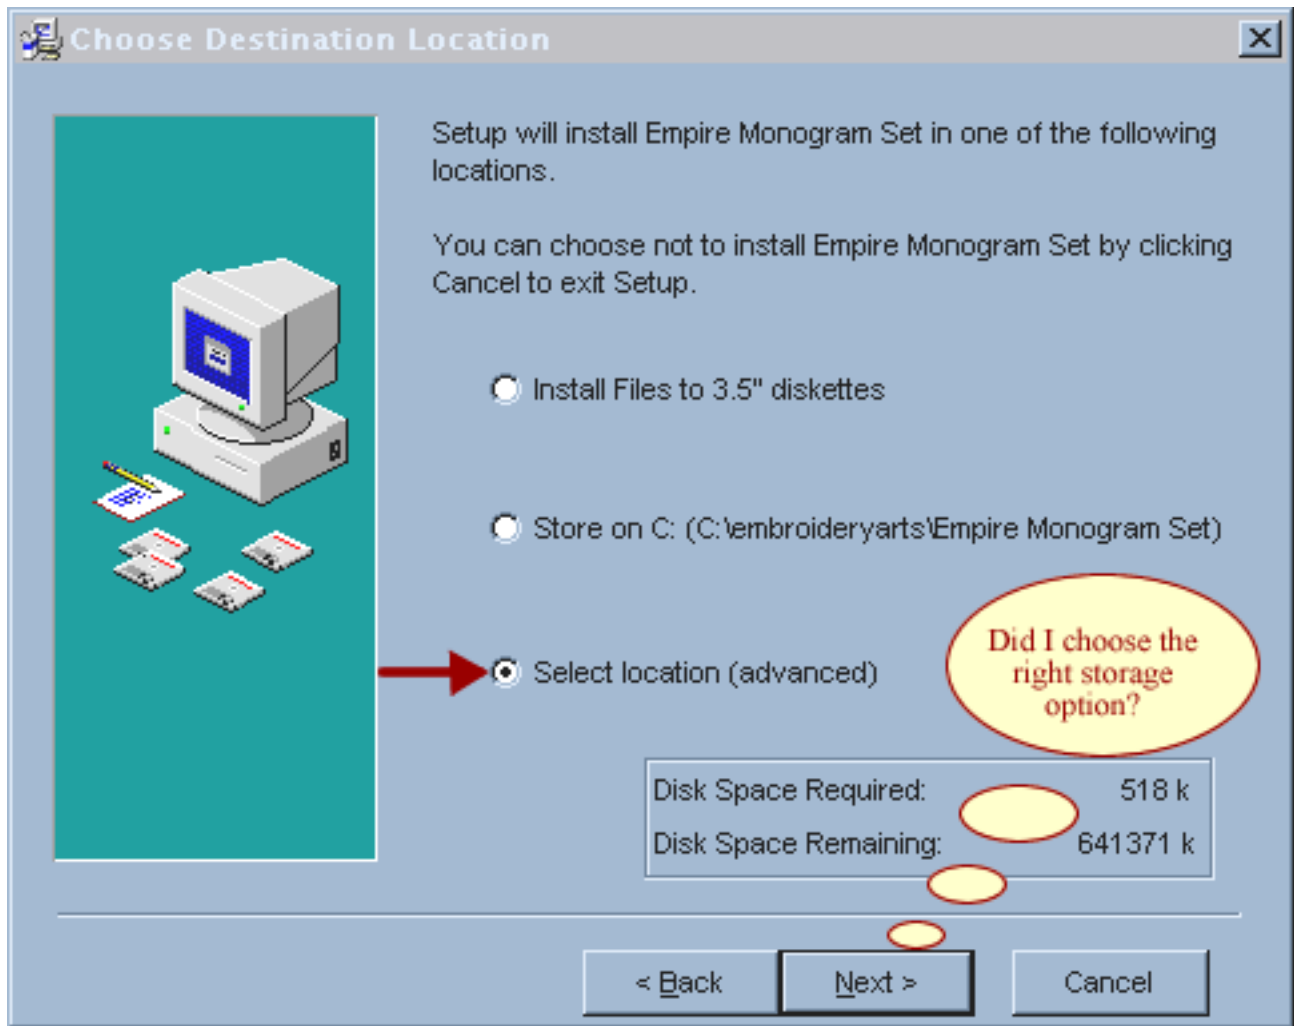 Choose Destination Location
Setup will install Empire Monogram Set in one of the following
locations.
You can choose not to install Empire Monogram Set by clicking
Cancel to exit Setup.
Install Files to 3.5" diskettes
Store on C: (C:\embroideryarts\Empire Monogram Set)
Select location (advanced)
Did I choose the
right storage
option?
Disk Space Required: 518 k
Disk Space Remaining: 641371 k
< Back
Next >
Cancel